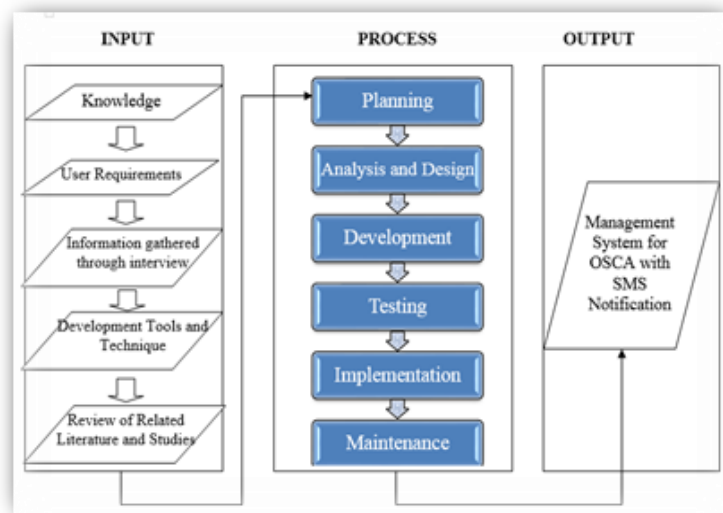 INPUT
Knowledge
User Requirements
Information gathered
through interview
Development Tools and
Technique
Review of Related
Literature and Studies
PROCESS
Planning
Analysis and Design
Development
Testing
Implementation
Maintenance
OUTPUT
Management
System for
OSCA with
SMS
Notification